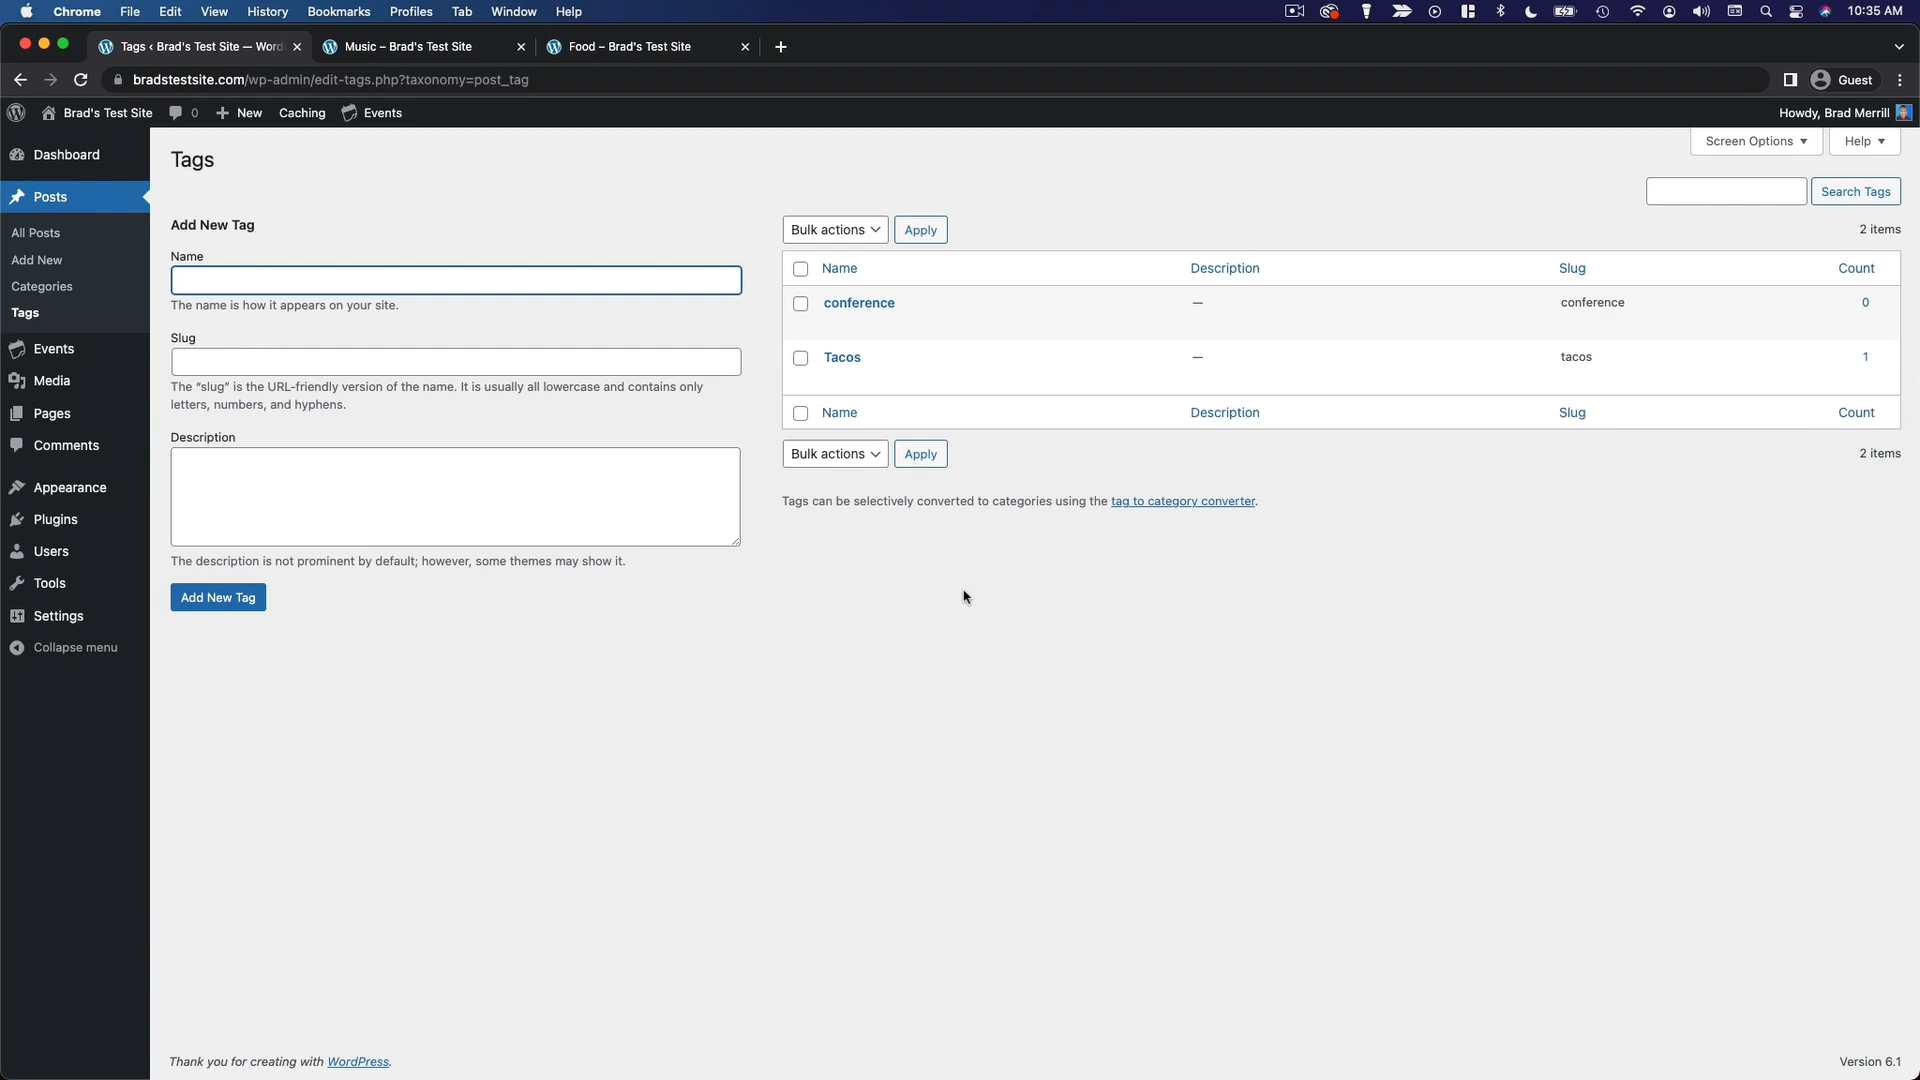 Chrome File Edit View History Bookmarks Profiles Tab Window Help 10:35 AM
Tags ‹ Brad's Test Site — Word Music – Brad's Test Site Food – Brad's Test Site
bradstestsite.com/wp-admin/edit-tags.php?taxonomy=post_tag Guest
Brad's Test Site 0 New Caching Events Howdy, Brad Merrill
Dashboard
Posts
All Posts
Add New
Categories
Tags
Events
Media
Pages
Comments
Appearance
Plugins
Users
Tools
Settings
Collapse menu
Screen Options Help
Tags
Search Tags
Add New Tag
Name
The name is how it appears on your site.
Slug
The “slug” is the URL-friendly version of the name. It is usually all lowercase and contains only
letters, numbers, and hyphens.
Description
The description is not prominent by default; however, some themes may show it.
Add New Tag
Bulk actions Apply 2 items
Name Description Slug Count
conference — conference 0
Tacos — tacos 1
Name Description Slug Count
Bulk actions Apply 2 items
Tags can be selectively converted to categories using the tag to category converter.
Thank you for creating with WordPress. Version 6.1